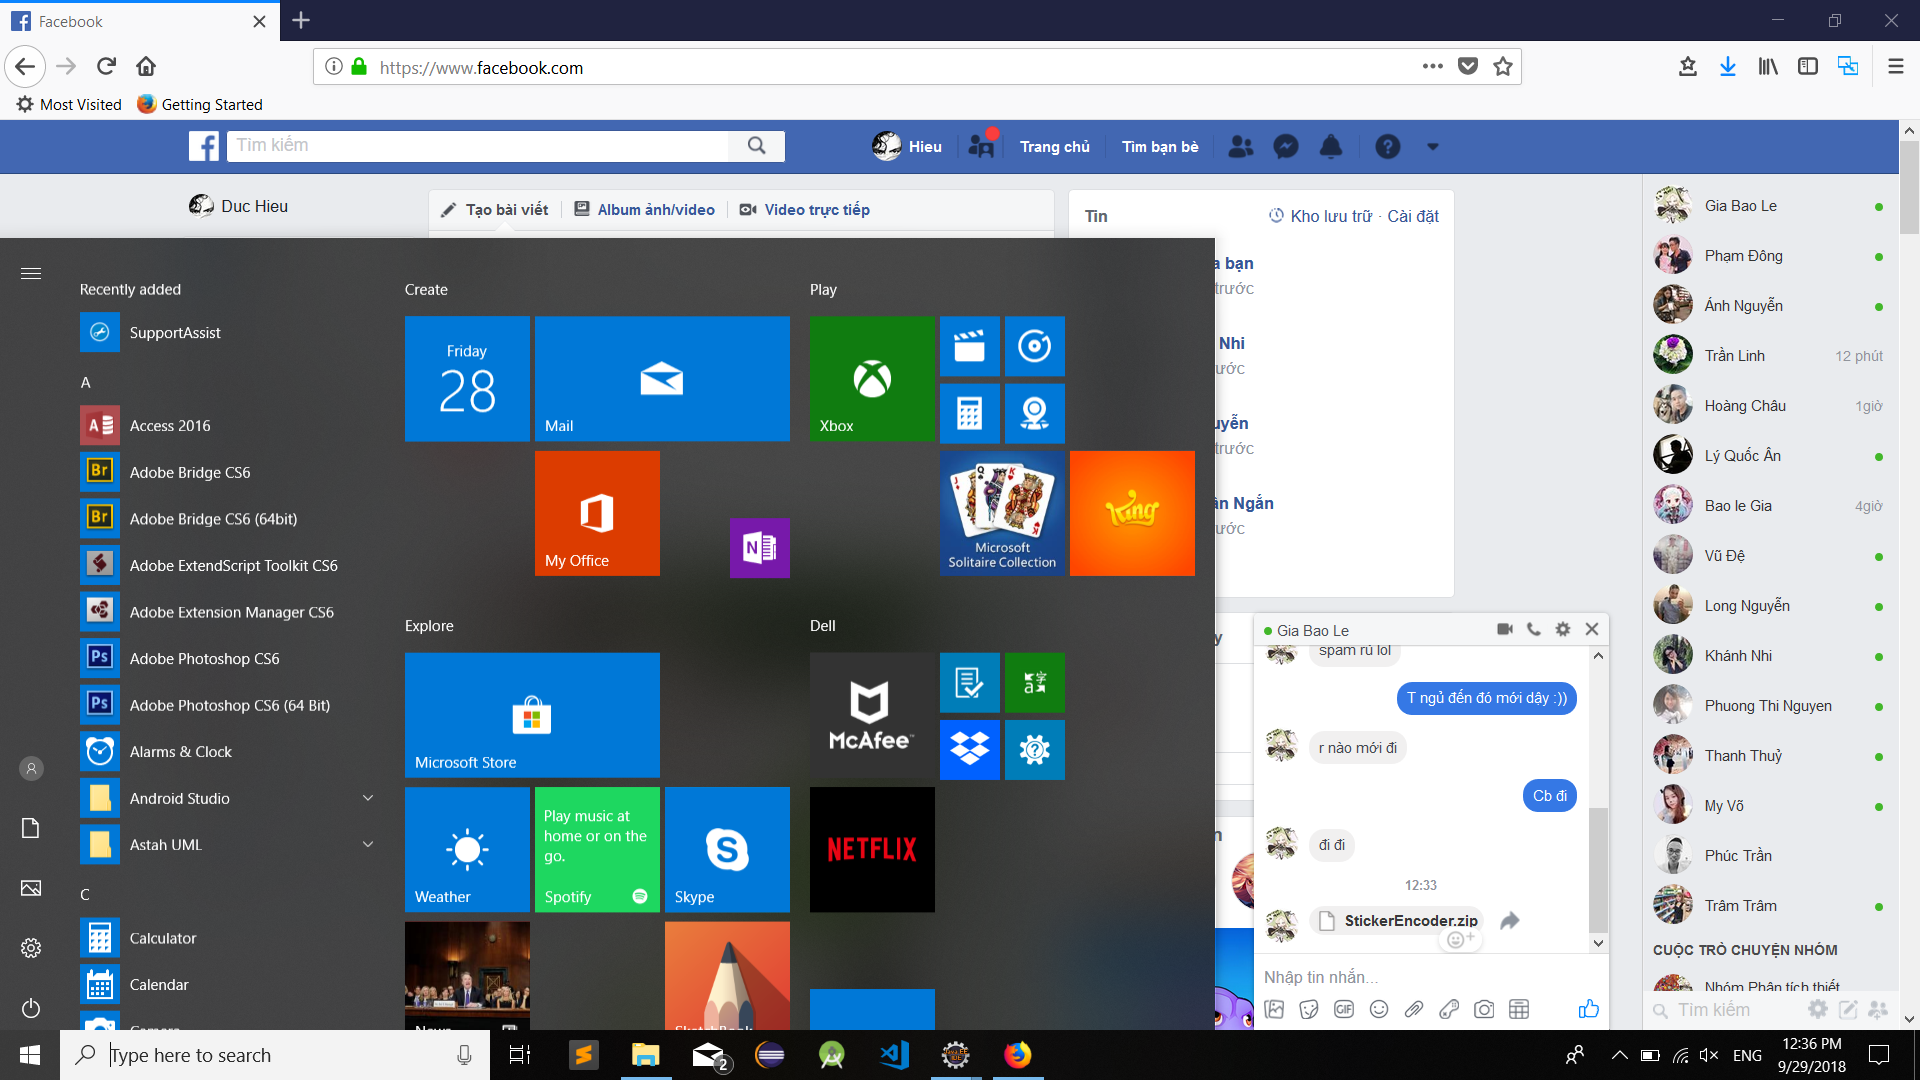 Facebook
https://www.facebook.com
Most Visited
Getting Started
Tìm kiếm
Hieu
Trang chủ
Tìm bạn bè
Duc Hieu
Tạo bài viết
Album ảnh/video
Video trực tiếp
Tin
Kho lưu trữ · Cài đặt
a bạn
trước
Nhi
ước
uyễn
trước
ân Ngắn
ước
Recently added
SupportAssist
A
Access 2016
Adobe Bridge CS6
Adobe Bridge CS6 (64bit)
Adobe ExtendScript Toolkit CS6
Adobe Extension Manager CS6
Adobe Photoshop CS6
Adobe Photoshop CS6 (64 Bit)
Alarms & Clock
Android Studio
Astah UML
C
Calculator
Calendar
Camera
Create
Friday
28
Mail
My Office
Explore
Microsoft Store
Weather
Play music at
home or on the
go.
Spotify
Skype
News
SketchBook
Play
Xbox
Microsoft
Solitaire Collection
King
Dell
McAfee™
NETFLIX
Gia Bao Le
spam rú lol
T ngủ đến đó mới dậy :))
r nào mới đi
Cb đi
đi đi
12:33
StickerEncoder.zip
Nhập tin nhắn...
Gia Bao Le
Phạm Đông
Ánh Nguyễn
Trần Linh 12 phút
Hoàng Châu 1giờ
Lý Quốc Ân
Bao le Gia 4giờ
Vũ Đệ
Long Nguyễn
Khánh Nhi
Phuong Thi Nguyen
Thanh Thuỷ
My Võ
Phúc Trần
Trâm Trâm
CUỘC TRÒ CHUYỆN NHÓM
Nhóm Phân tích thiết
Tìm kiếm
Type here to search
2
ENG
12:36 PM
9/29/2018